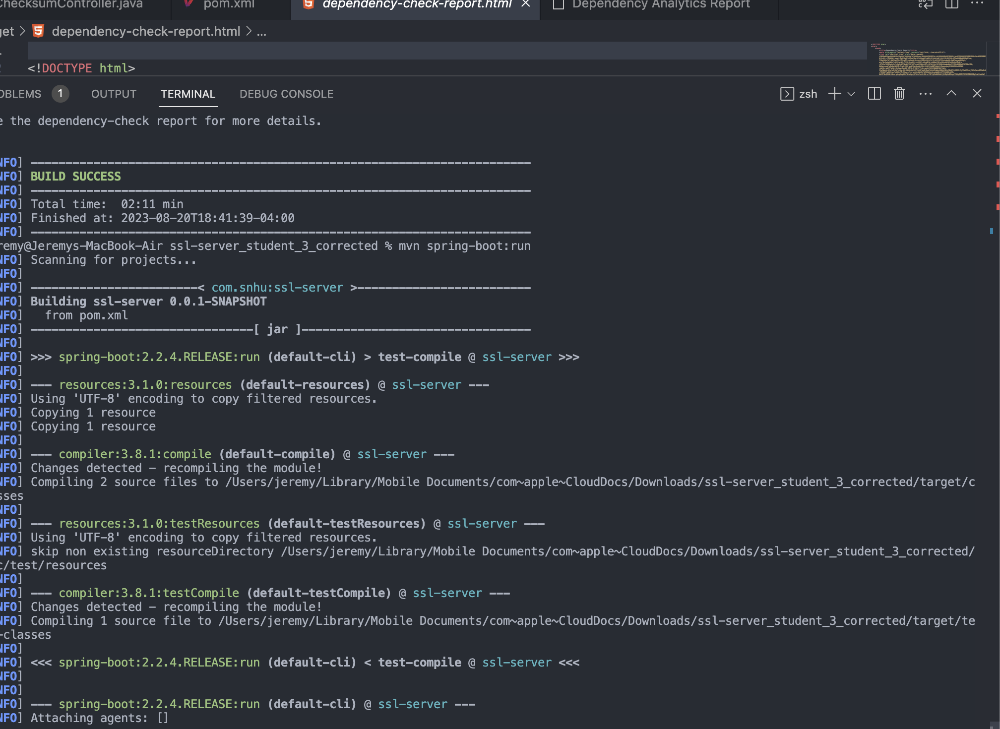 hecksumController.java pom.xml dependency-check-report.html Dependency Analytics Report
get > dependency-check-report.html > ...
<!DOCTYPE html>
OBLEMS 1 OUTPUT TERMINAL DEBUG CONSOLE zsh
e the dependency-check report for more details.
NFO] ------------------------------------------------------------------------
NFO] BUILD SUCCESS
NFO] ------------------------------------------------------------------------
NFO] Total time:  02:11 min
NFO] Finished at: 2023-08-20T18:41:39-04:00
NFO] ------------------------------------------------------------------------
remy@Jeremys-MacBook-Air ssl-server_student_3_corrected % mvn spring-boot:run
NFO] Scanning for projects...
NFO]
NFO] ------------------------< com.snhu:ssl-server >-------------------------
NFO] Building ssl-server 0.0.1-SNAPSHOT
NFO]   from pom.xml
NFO] --------------------------------[ jar ]---------------------------------
NFO]
NFO] >>> spring-boot:2.2.4.RELEASE:run (default-cli) > test-compile @ ssl-server >>>
NFO]
NFO] --- resources:3.1.0:resources (default-resources) @ ssl-server ---
NFO] Using 'UTF-8' encoding to copy filtered resources.
NFO] Copying 1 resource
NFO] Copying 1 resource
NFO]
NFO] --- compiler:3.8.1:compile (default-compile) @ ssl-server ---
NFO] Changes detected - recompiling the module!
NFO] Compiling 2 source files to /Users/jeremy/Library/Mobile Documents/com~apple~CloudDocs/Downloads/ssl-server_student_3_corrected/target/c
sses
NFO]
NFO] --- resources:3.1.0:testResources (default-testResources) @ ssl-server ---
NFO] Using 'UTF-8' encoding to copy filtered resources.
NFO] skip non existing resourceDirectory /Users/jeremy/Library/Mobile Documents/com~apple~CloudDocs/Downloads/ssl-server_student_3_corrected/
c/test/resources
NFO]
NFO] --- compiler:3.8.1:testCompile (default-testCompile) @ ssl-server ---
NFO] Changes detected - recompiling the module!
NFO] Compiling 1 source file to /Users/jeremy/Library/Mobile Documents/com~apple~CloudDocs/Downloads/ssl-server_student_3_corrected/target/te
-classes
NFO]
NFO] <<< spring-boot:2.2.4.RELEASE:run (default-cli) < test-compile @ ssl-server <<<
NFO]
NFO]
NFO] --- spring-boot:2.2.4.RELEASE:run (default-cli) @ ssl-server ---
NFO] Attaching agents: []